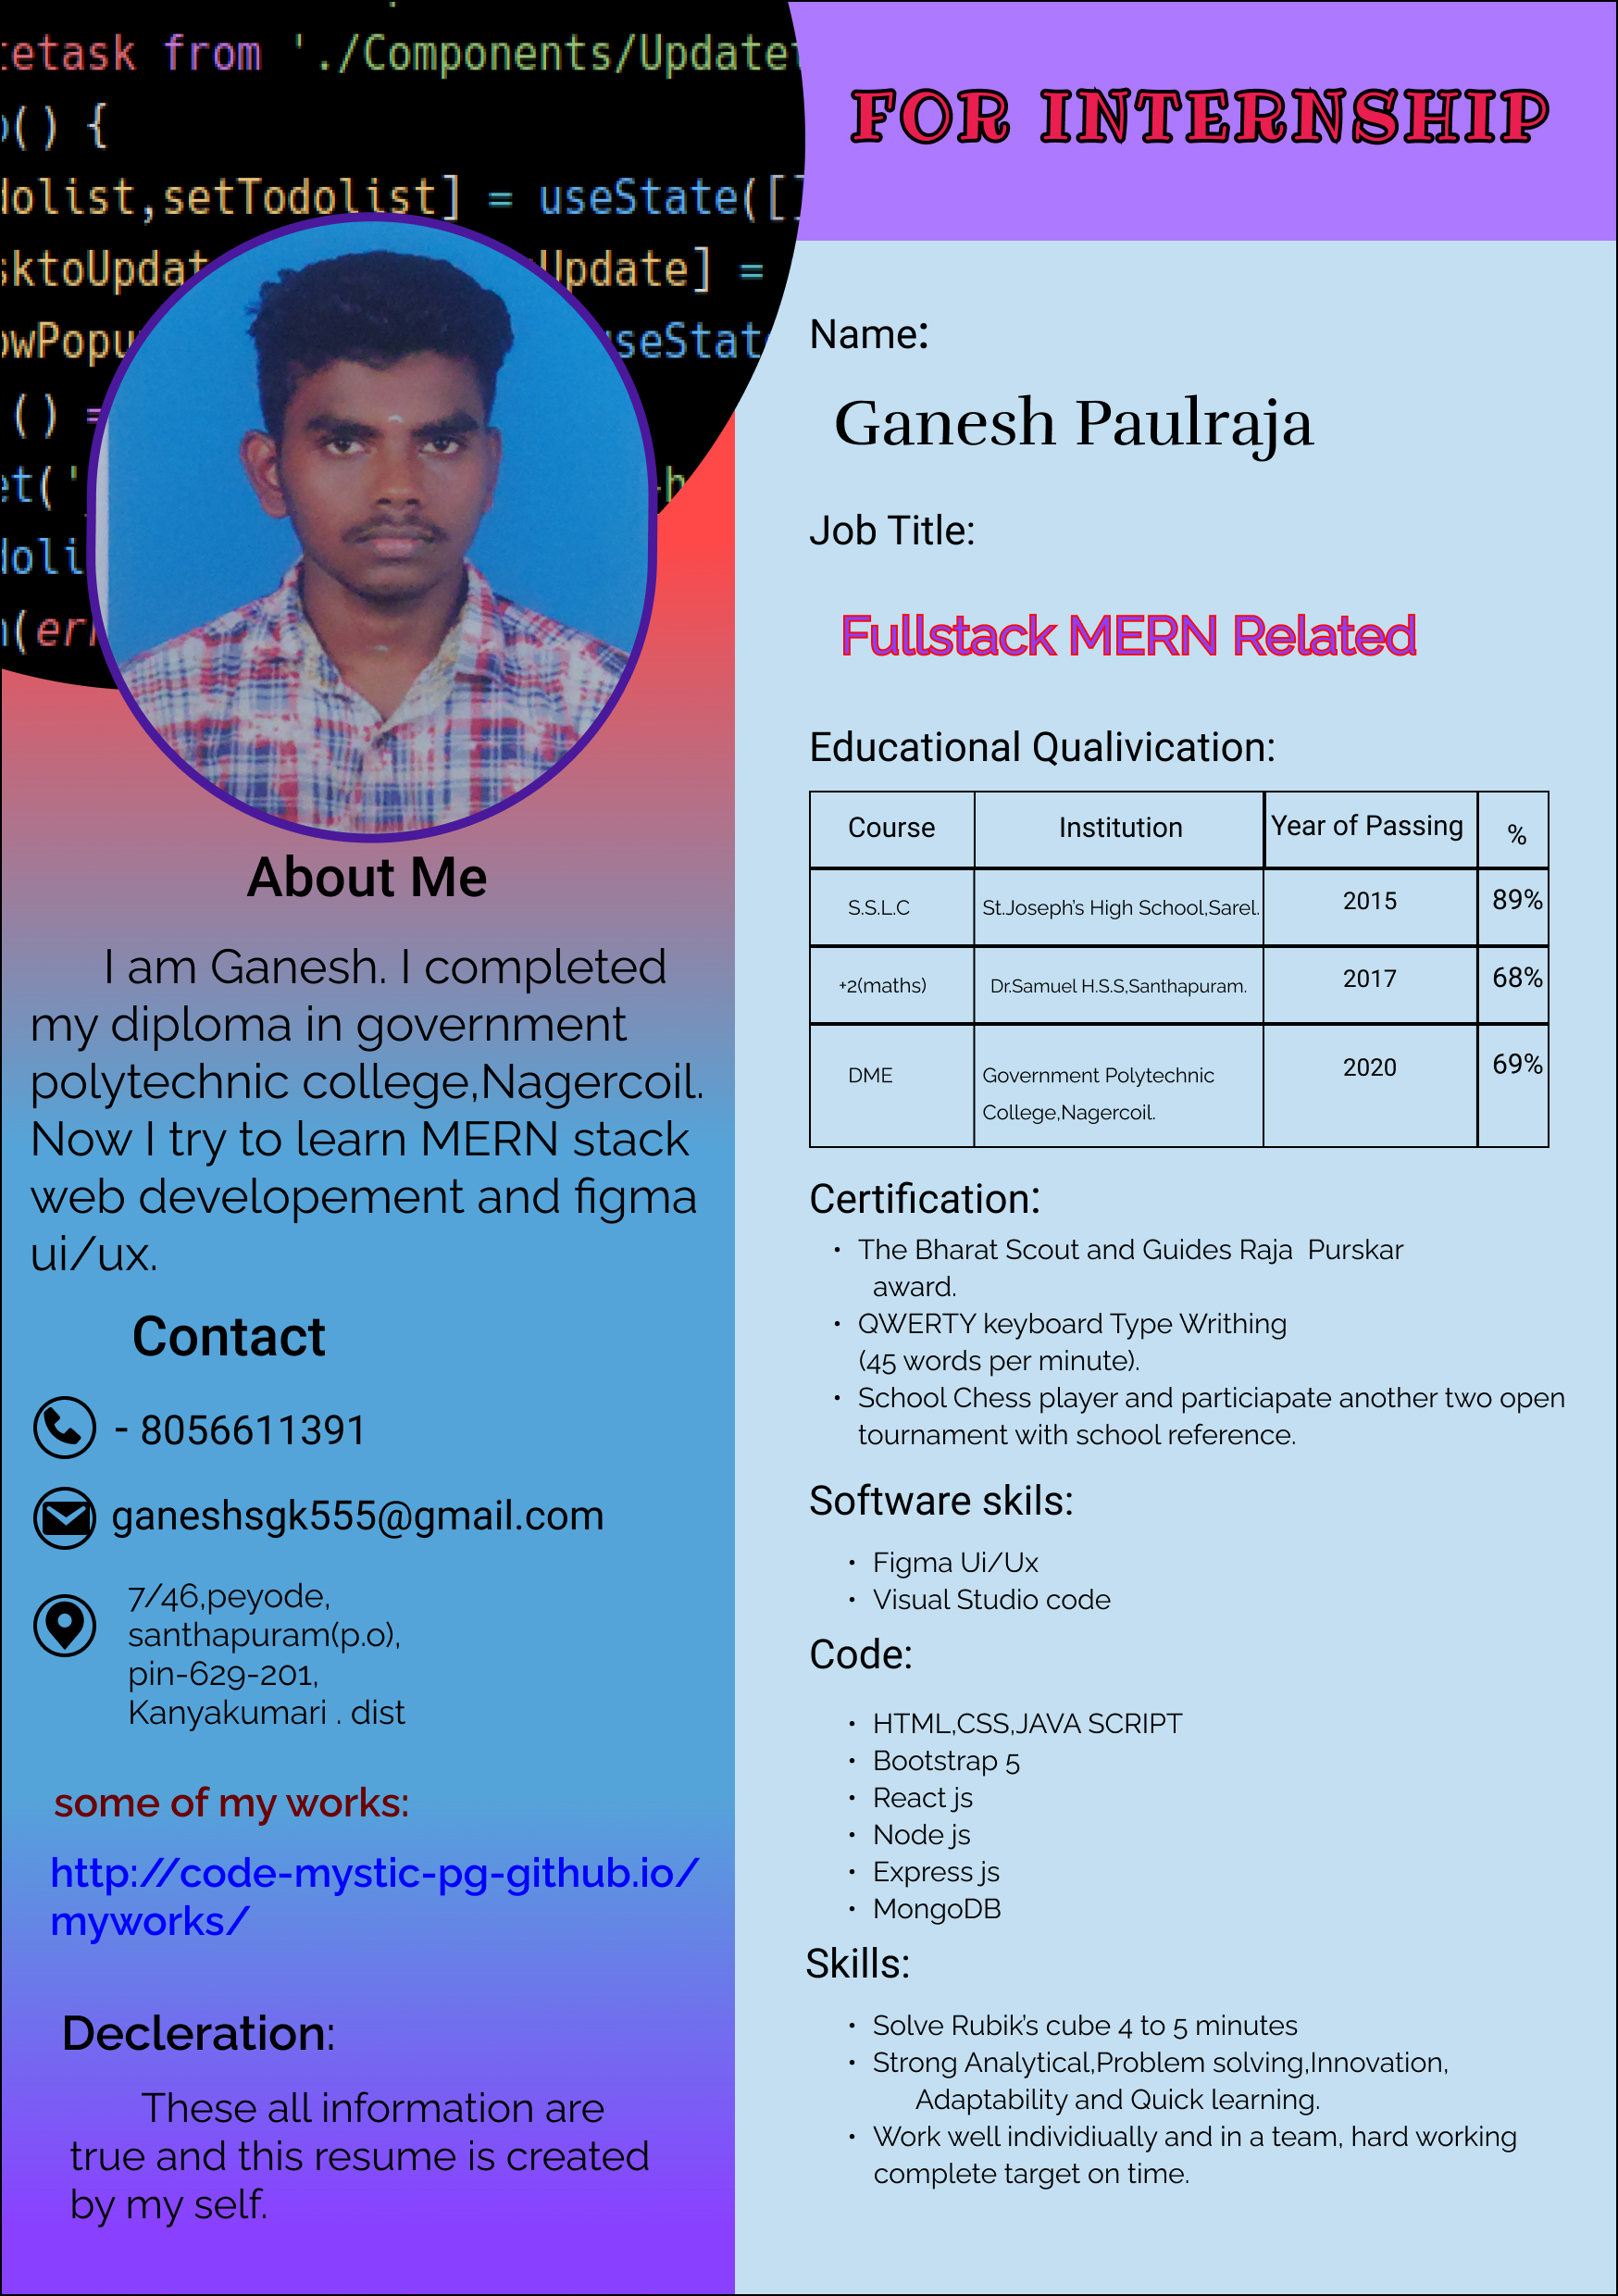 tetask from './Components/Updatet
() {
dolist,setTodolist] = useState([]
sktoUpdat Update] =
owPopu useStat
() =
et('
doli
(err
FOR INTERNSHIP
Name:
Ganesh Paulraja
Job Title:
Fullstack MERN Related
Educational Qualivication:
Course Institution Year of Passing %
S.S.L.C St.Joseph's High School,Sarel. 2015 89%
+2(maths) Dr.Samuel H.S.S,Santhapuram. 2017 68%
DME Government Polytechnic 2020 69%
College,Nagercoil.
Certification:
• The Bharat Scout and Guides Raja Purskar
award.
• QWERTY keyboard Type Writhing
(45 words per minute).
• School Chess player and particiapate another two open
tournament with school reference.
Software skils:
• Figma Ui/Ux
• Visual Studio code
Code:
• HTML,CSS,JAVA SCRIPT
• Bootstrap 5
• React js
• Node js
• Express js
• MongoDB
Skills:
• Solve Rubik's cube 4 to 5 minutes
• Strong Analytical,Problem solving,Innovation,
Adaptability and Quick learning.
• Work well individiually and in a team, hard working
complete target on time.
About Me
I am Ganesh. I completed
my diploma in government
polytechnic college,Nagercoil.
Now I try to learn MERN stack
web developement and figma
ui/ux.
Contact
- 8056611391
ganeshsgk555@gmail.com
7/46,peyode,
santhapuram(p.o),
pin-629-201,
Kanyakumari . dist
some of my works:
http://code-mystic-pg-github.io/
myworks/
Decleration:
These all information are
true and this resume is created
by my self.